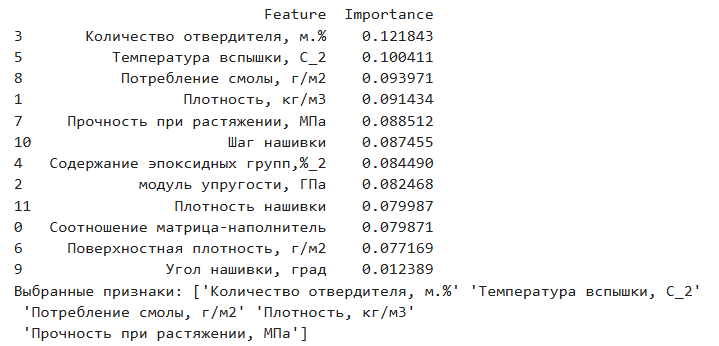 Feature Importance
3 Количество отвердителя, м.% 0.121843
5 Температура вспышки, С_2 0.100411
8 Потребление смолы, г/м2 0.093971
1 Плотность, кг/м3 0.091434
7 Прочность при растяжении, МПа 0.088512
10 Шаг нашивки 0.087455
4 Содержание эпоксидных групп,%_2 0.084490
2 модуль упругости, ГПа 0.082468
11 Плотность нашивки 0.079987
0 Соотношение матрица-наполнитель 0.079871
6 Поверхностная плотность, г/м2 0.077169
9 Угол нашивки, град 0.012389
Выбранные признаки: ['Количество отвердителя, м.%' 'Температура вспышки, С_2'
'Потребление смолы, г/м2' 'Плотность, кг/м3'
'Прочность при растяжении, МПа']